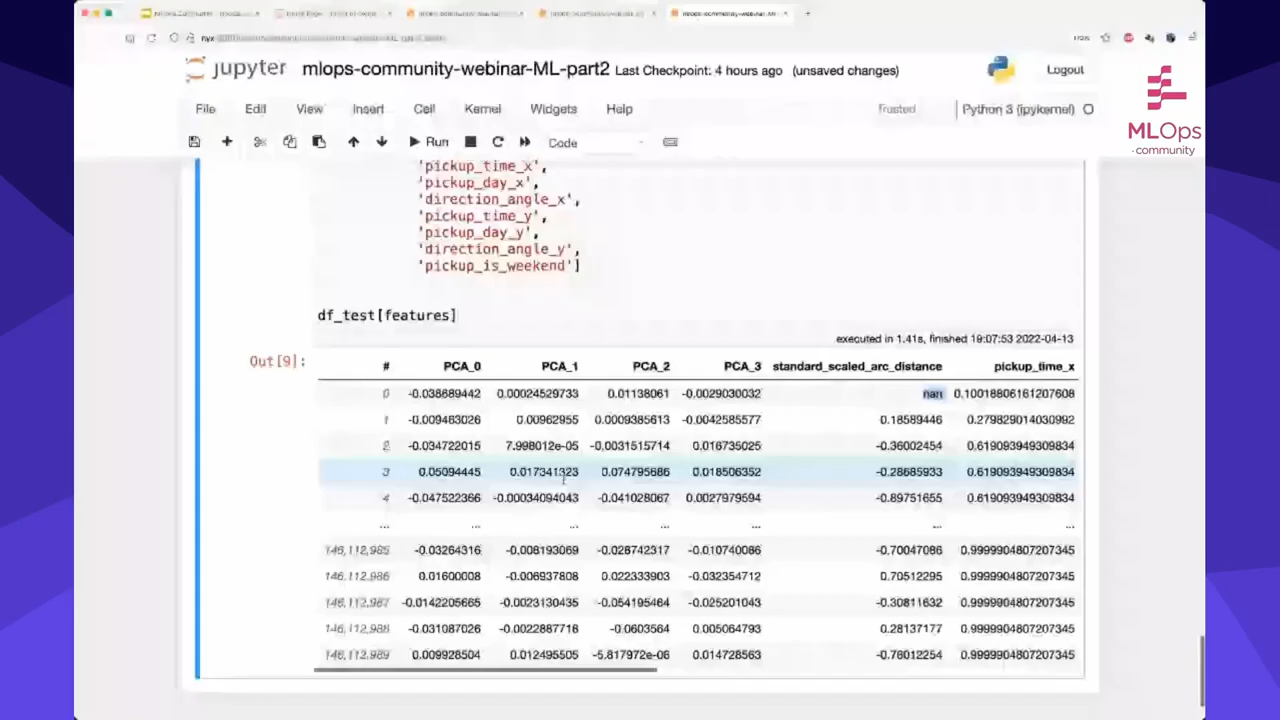 jupyter mlops-community-webinar-ML-part2 Last Checkpoint: 4 hours ago (unsaved changes)
Logout
MLOps
community
File Edit View Insert Cell Kernel Widgets Help Trusted Python 3 (ipykernel)
Run Code
'pickup_time_x',
'pickup_day_x',
'direction_angle_x',
'pickup_time_y',
'pickup_day_y',
'direction_angle_y',
'pickup_is_weekend']
df_test[features]
executed in 1.41s, finished 19:07:53 2022-04-13
Out[9]:
# PCA_0 PCA_1 PCA_2 PCA_3 standard_scaled_arc_distance pickup_time_x
0 -0.038689442 0.00024529733 0.01138061 -0.0029030032 nan 0.10018806161207608
1 -0.009463026 0.00962955 0.0009385613 -0.0042585577 0.18589446 0.279829014030992
2 -0.034722015 7.998012e-05 -0.0031515714 0.016735025 -0.36002454 0.619093949309834
3 0.05094445 0.017341323 0.074795686 0.018506352 -0.28685933 0.619093949309834
4 -0.047522366 -0.00034094043 -0.041028067 0.0027979594 -0.89751655 0.619093949309834
... ... ... ... ... ... ...
146,112,985 -0.03264316 -0.008193069 -0.028742317 -0.010740086 -0.70047086 0.9999904807207345
146,112,986 0.01600008 -0.006937808 0.022333903 -0.032354712 0.70512295 0.9999904807207345
146,112,987 -0.0142205665 -0.0023130435 -0.054195464 -0.025201043 -0.30811632 0.9999904807207345
146,112,988 -0.031087026 -0.0022887718 -0.0603564 0.005064793 0.28137177 0.9999904807207345
146,112,989 0.009928504 0.012495505 -5.817972e-06 0.014728563 -0.76012254 0.9999904807207345